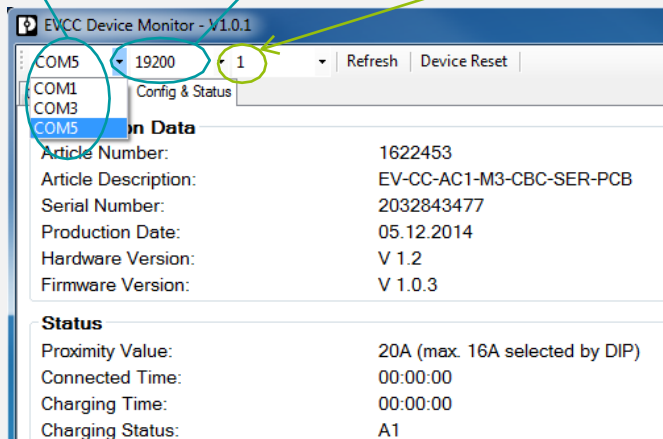 EVCC Device Monitor - V1.0.1
COM5 19200 1 Refresh Device Reset
COM1 Config & Status
COM3
COM5 on Data
Article Number: 1622453
Article Description: EV-CC-AC1-M3-CBC-SER-PCB
Serial Number: 2032843477
Production Date: 05.12.2014
Hardware Version: V 1.2
Firmware Version: V 1.0.3
Status
Proximity Value: 20A (max. 16A selected by DIP)
Connected Time: 00:00:00
Charging Time: 00:00:00
Charging Status: A1